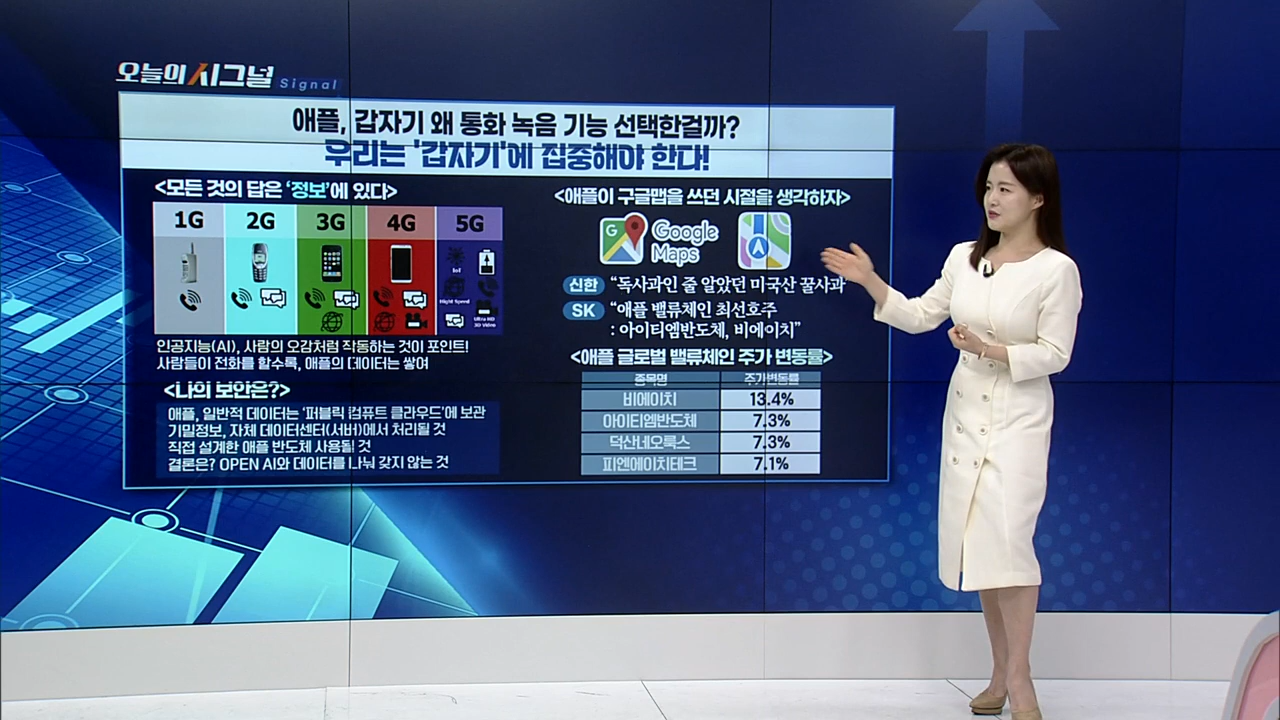 오늘의 시그널 Signal
애플, 갑자기 왜 통화 녹음 기능 선택한걸까?
우리는 '갑자기'에 집중해야 한다!
<모든 것의 답은 '정보'에 있다>
1G 2G 3G 4G 5G
IoT
Hight Speed
Ultra HD
3D Video
인공지능(AI), 사람의 오감처럼 작동하는 것이 포인트!
사람들이 전화를 할수록, 애플의 데이터는 쌓여
<나의 보안은?>
애플, 일반적 데이터는 '퍼블릭 컴퓨트 클라우드'에 보관
기밀정보, 자체 데이터센터(서버)에서 처리될 것
직접 설계한 애플 반도체 사용될 것
결론은? OPEN AI와 데이터를 나눠 갖지 않는 것
<애플이 구글맵을 쓰던 시절을 생각하자>
G Google
Maps
신한 "독사과인 줄 알았던 미국산 꿀사과"
SK "애플 밸류체인 최선호주
: 아이티엠반도체, 비에이치"
<애플 글로벌 밸류체인 주가 변동률>
종목명 주가변동률
비에이치 13.4%
아이티엠반도체 7.3%
덕산네오룩스 7.3%
피엔에이치테크 7.1%